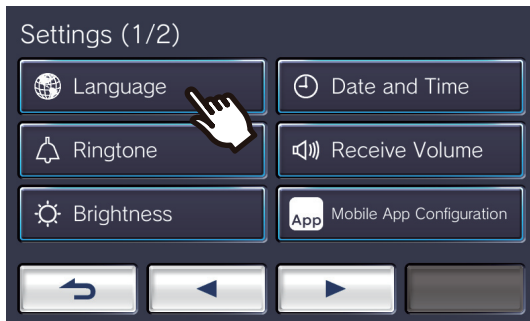 Settings (1/2)
Language
Date and Time
Ringtone
Receive Volume
Brightness
App
Mobile App Configuration